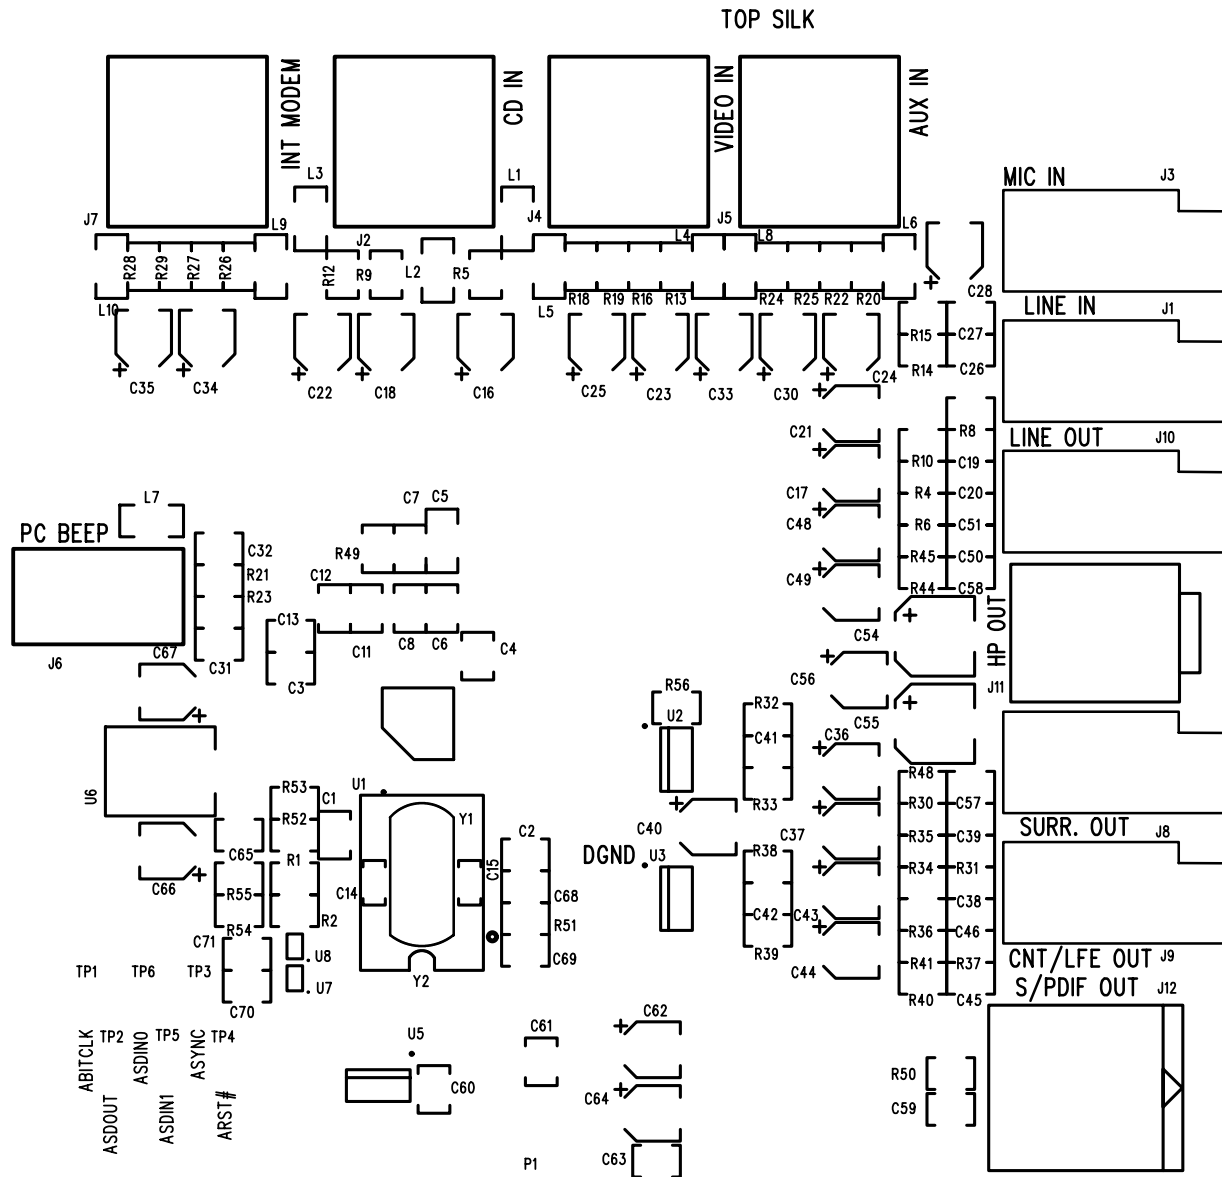 TOP SILK
INT MODEM
CD IN
VIDEO IN
AUX IN
MIC IN
J3
L3
L1
J7
L9
J2
J4
L4
J5
L8
L6
R28
R29
R27
R26
R12
R9
L2
R5
L10
L5
R18
R19
R16
R13
R24
R25
R22
R20
C28
LINE IN
J1
R15
C27
R14
C26
C35
C34
C22
C18
C16
C25
C23
C33
C30
C24
R8
C21
LINE OUT
J10
R10
C19
L7
C7
C5
C17
R4
C20
C48
R6
C51
PC BEEP
C32
R49
R45
C50
R21
C12
C49
R44
C58
R23
C13
C11
C8
C6
C4
C54
HP OUT
J6
C67
C31
C3
C56
J11
R56
U2
R32
C41
C55
C36
U6
U1
R53
C1
R48
R33
R30
C57
R52
Y1
C2
C40
C37
R35
C39
SURR. OUT
J8
C65
R1
C15
DGND
U3
R38
R34
R31
C66
R55
C14
C68
C38
R54
R2
R51
C42
C43
R36
C46
C71
U8
C69
R39
CNT/LFE OUT
J9
TP1
TP6
TP3
U7
Y2
C44
R41
R37
S/PDIF OUT
J12
C70
R40
C45
ABITCLK
TP2
ASDIN0
TP5
ASYNC
TP4
U5
C61
C62
R50
C60
C64
C59
ASDOUT
ASDIN1
ARST#
P1
C63